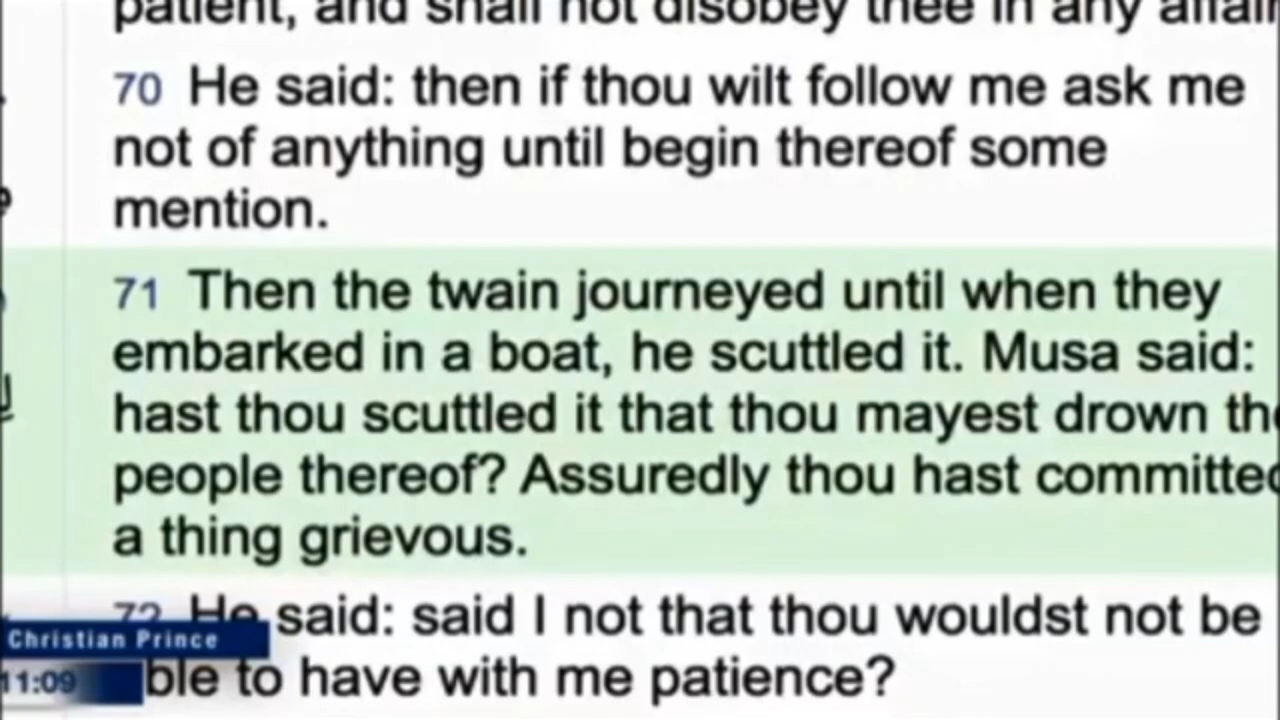 patient, and shall not disobey thee in any affair
70 He said: then if thou wilt follow me ask me
not of anything until begin thereof some
mention.
71 Then the twain journeyed until when they
embarked in a boat, he scuttled it. Musa said:
hast thou scuttled it that thou mayest drown the
people thereof? Assuredly thou hast committed
a thing grievous.
72 He said: said I not that thou wouldst not be
ble to have with me patience?
Christian Prince
11:09